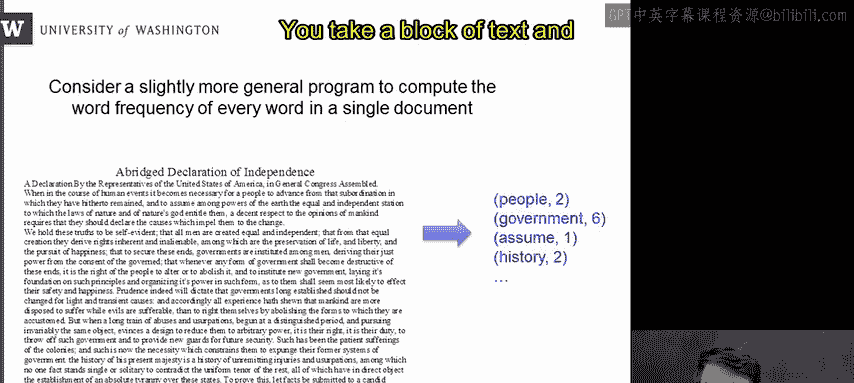 W UNIVERSITY of WASHINGTON
You take a block of text and
GPT中英字幕课程资源@bilibili.com
Consider a slightly more general program to compute the
word frequency of every word in a single document
Abridged Declaration of Independence
A Declaration By the Representatives of the United States of America, in General Congress Assembled.
When in the course of human events it becomes necessary for a people to advance from that subordination in
which they have hitherto remained, and to assume among powers of the earth the equal and independent station
to which the laws of nature and of nature's god entitle them, a decent respect to the opinions of mankind
requires that they should declare the causes which impel them to the change.
We hold these truths to be self-evident; that all men are created equal and independent; that from that equal
creation they derive rights inherent and inalienable, among which are the preservation of life, and liberty, and
the pursuit of happiness; that to secure these ends, governments are instituted among men, deriving their just
power from the consent of the governed; that whenever any form of government shall become destructive of
these ends, it is the right of the people to alter or to abolish it, and to institute new government, laying it's
foundation on such principles and organizing it's power in such form, as to them shall seem most likely to effect
their safety and happiness. Prudence indeed will dictate that governments long established should not be
changed for light and transient causes: and accordingly all experience hath shewn that mankind are more
disposed to suffer while evils are sufferable, than to right themselves by abolishing the forms to which they are
accustomed. But when a long train of abuses and usurpations, begun at a distinguished period, and pursuing
invariably the same object, evinces a design to reduce them to arbitrary power, it is their right, it is their duty, to
throw off such government and to provide new guards for future security. Such has been the patient sufferings
of the colonies; and such is now the necessity which constrains them to expunge their former systems of
government. the history of his present majesty is a history of unremitting injuries and usurpations, among which
no one fact stands single or solitary to contradict the uniform tenor of the rest, all of which have in direct object
the establishment of an absolute tyranny over these states. To prove this, let facts be submitted to a candid
(people, 2)
(government, 6)
(assume, 1)
(history, 2)
…